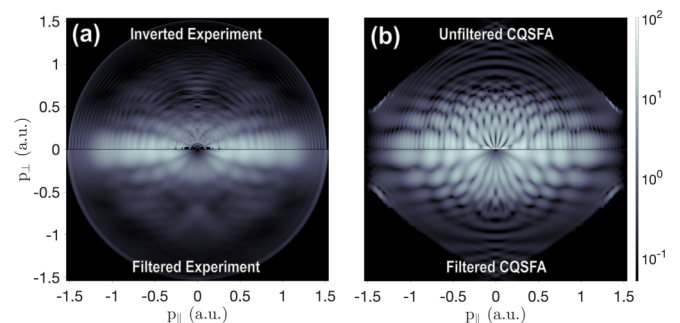 (a) Inverted Experiment
(b) Unfiltered CQSFA
1.5
1
0.5
0
-0.5
-1
-1.5
p⊥ (a.u.)
Filtered Experiment
Filtered CQSFA
-1.5 -1 -0.5 0 0.5 1 1.5
-1.5 -1 -0.5 0 0.5 1 1.5
p∥ (a.u.)
p∥ (a.u.)
10²
10¹
10⁰
10⁻¹